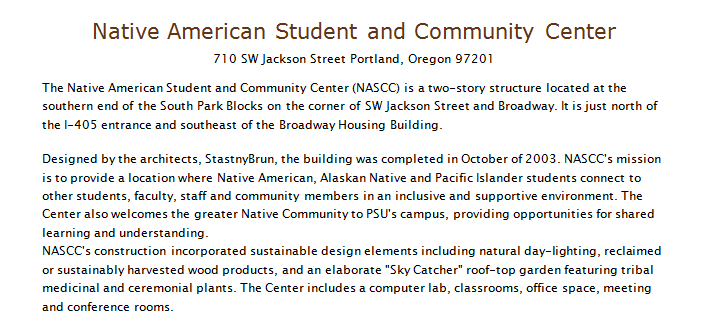 Native American Student and Community Center
710 SW Jackson Street Portland, Oregon 97201
The Native American Student and Community Center (NASCC) is a two-story structure located at the
southern end of the South Park Blocks on the corner of SW Jackson Street and Broadway. It is just north of
the I-405 entrance and southeast of the Broadway Housing Building.
Designed by the architects, StastnyBrun, the building was completed in October of 2003. NASCC's mission
is to provide a location where Native American, Alaskan Native and Pacific Islander students connect to
other students, faculty, staff and community members in an inclusive and supportive environment. The
Center also welcomes the greater Native Community to PSU's campus, providing opportunities for shared
learning and understanding.
NASCC's construction incorporated sustainable design elements including natural day-lighting, reclaimed
or sustainably harvested wood products, and an elaborate "Sky Catcher" roof-top garden featuring tribal
medicinal and ceremonial plants. The Center includes a computer lab, classrooms, office space, meeting
and conference rooms.